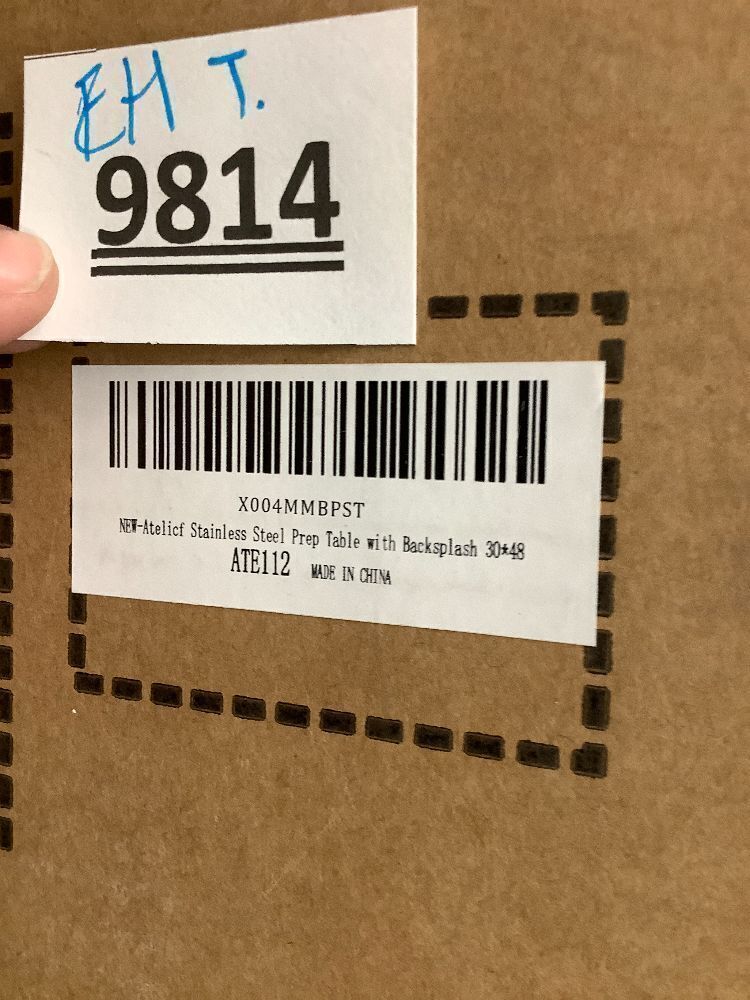 EH T.
9814
X004MMBPST
NEW-Atelicf Stainless Steel Prep Table with Backsplash 30*48
ATE112 MADE IN CHINA